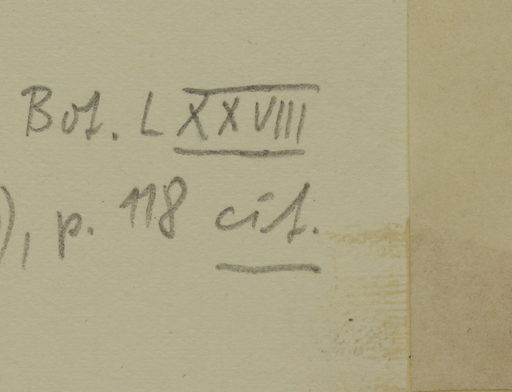 Bot. LXXVIII
), p. 118 cit.